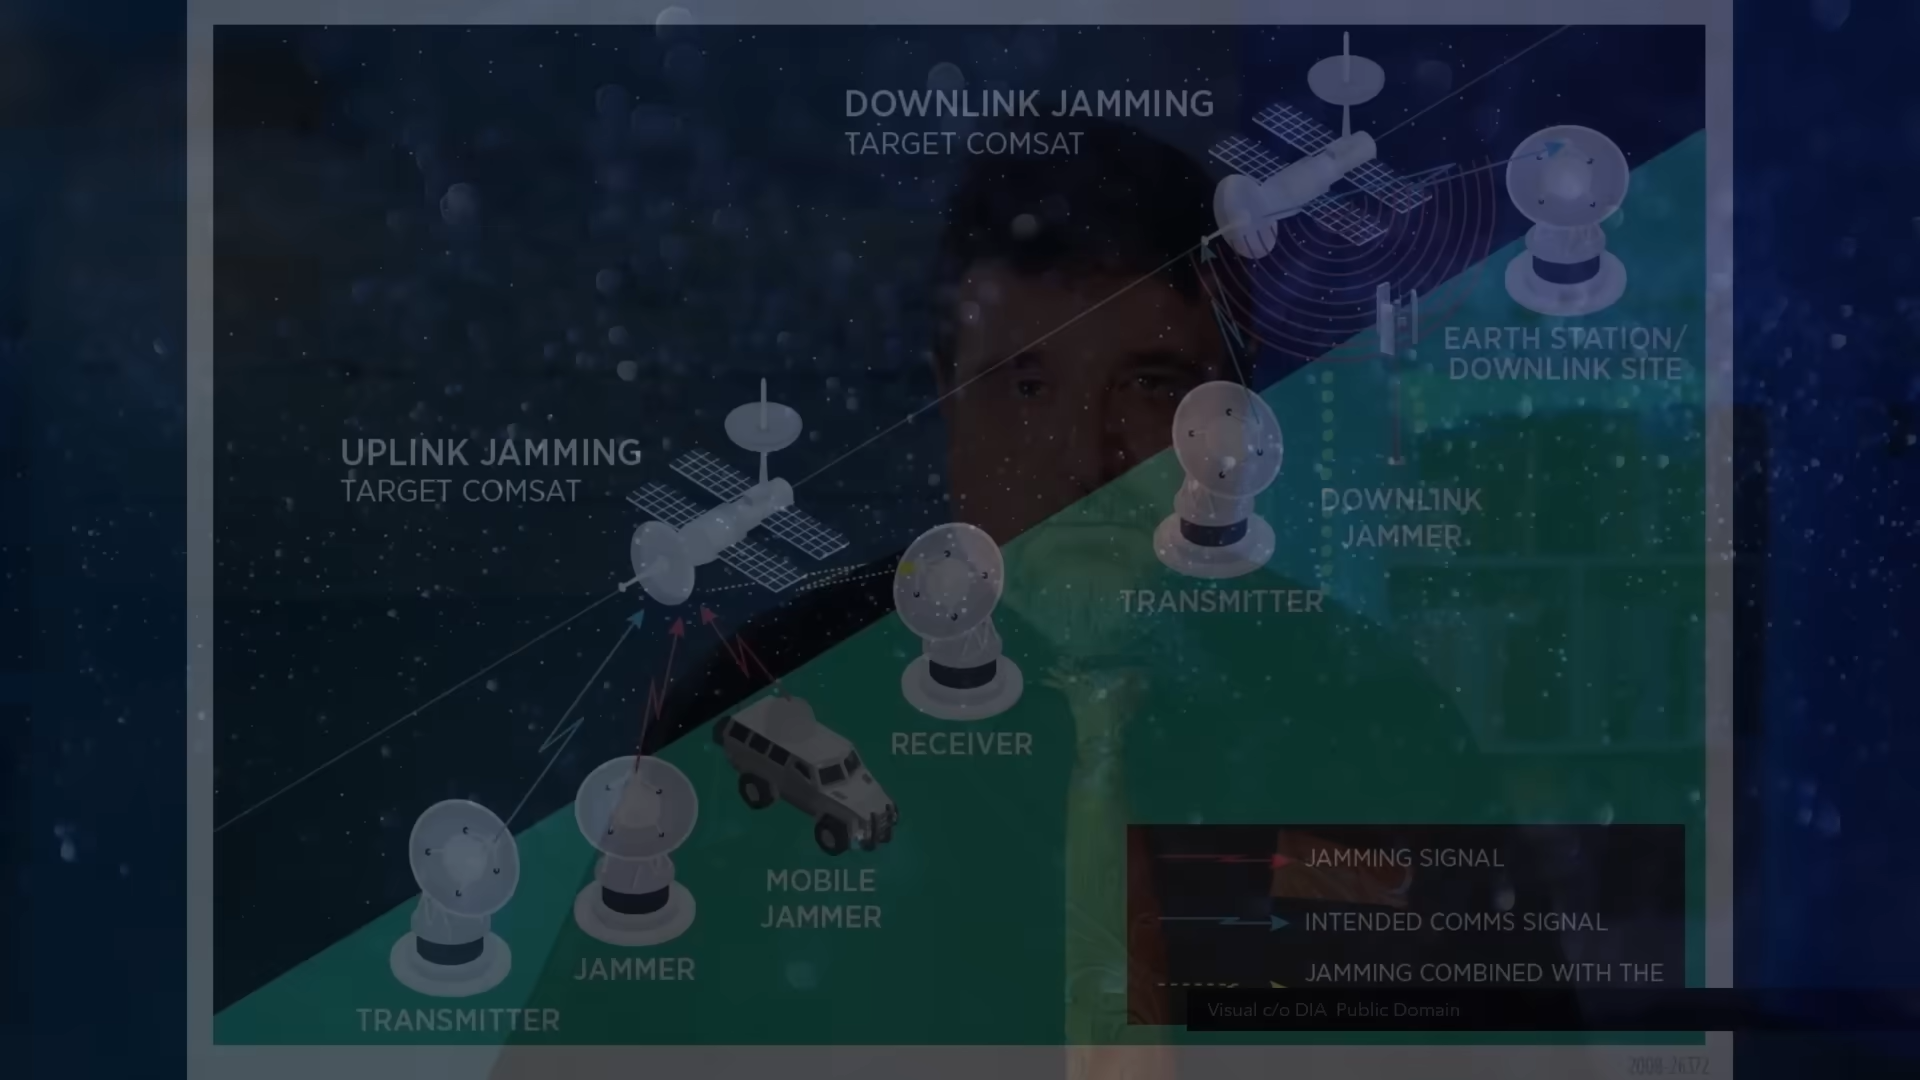 DOWNLINK JAMMING
TARGET COMSAT
EARTH STATION/
DOWNLINK SITE
UPLINK JAMMING
TARGET COMSAT
DOWNLINK
JAMMER
TRANSMITTER
RECEIVER
MOBILE
JAMMER
JAMMER
TRANSMITTER
JAMMING SIGNAL
INTENDED COMMS SIGNAL
JAMMING COMBINED WITH THE
Visual c/o DIA Public Domain